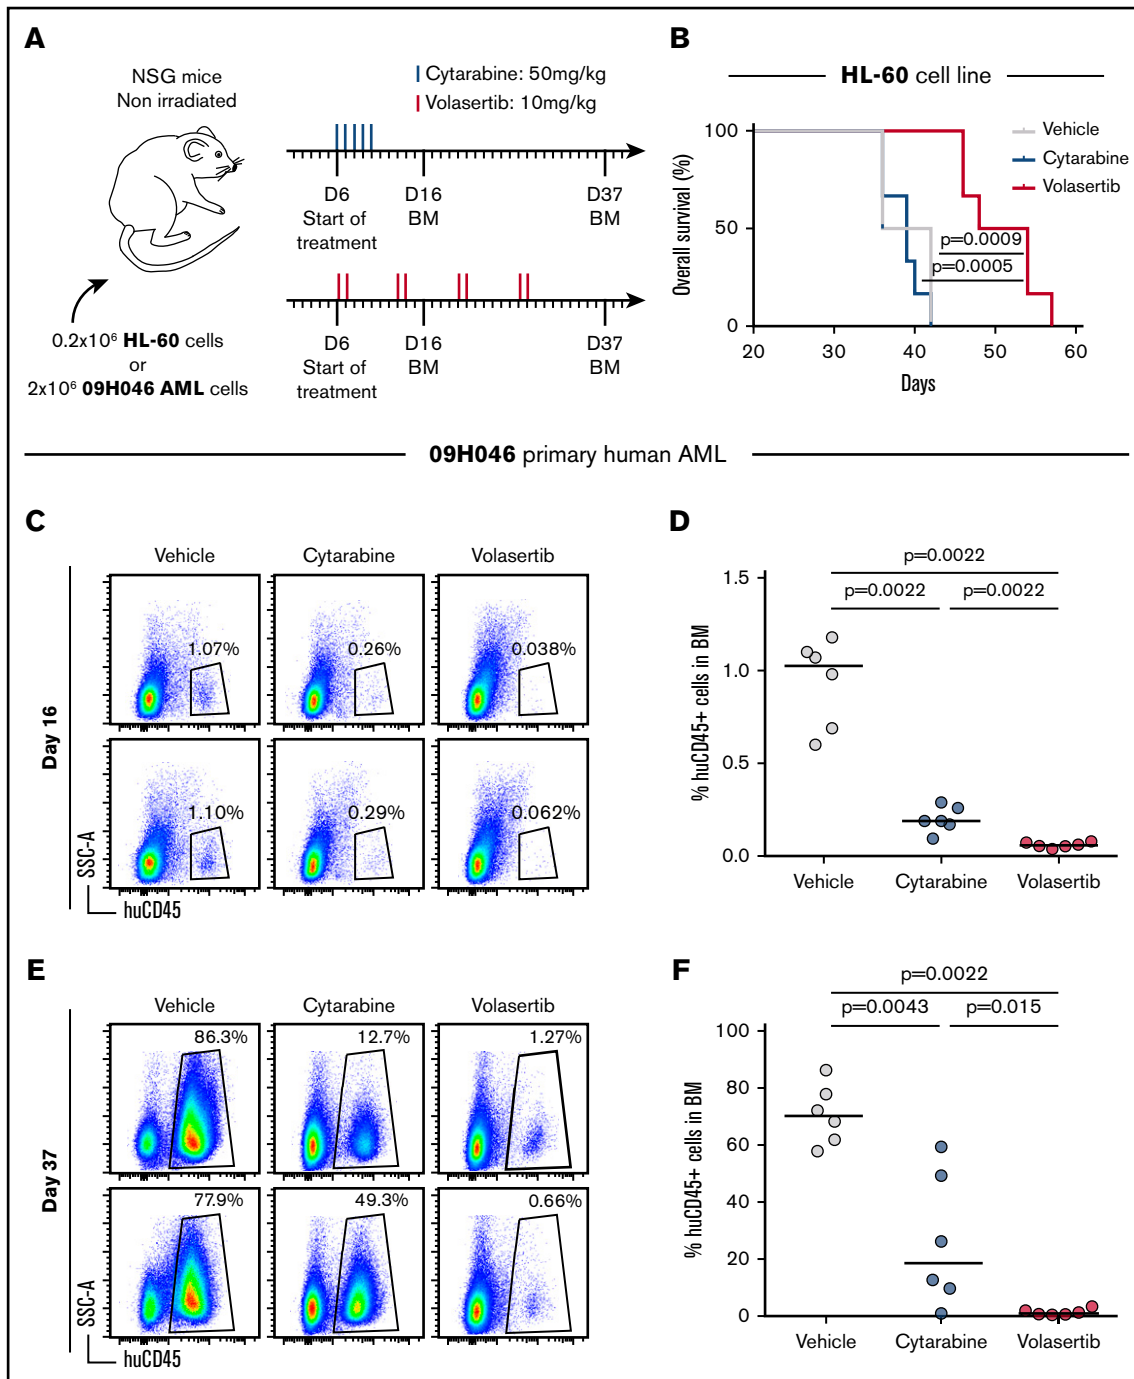 A
NSG mice
Non irradiated
Cytarabine: 50mg/kg
Volasertib: 10mg/kg
D6
Start of
treatment
D16
BM
D37
BM
D6
Start of
treatment
D16
BM
D37
BM
0.2x10⁶ HL-60 cells
or
2x10⁶ 09H046 AML cells
B
HL-60 cell line
Overall survival (%)
100
50
0
20
30
40
50
60
Days
Vehicle
Cytarabine
Volasertib
p=0.0009
p=0.0005
09H046 primary human AML
C
Vehicle
Cytarabine
Volasertib
Day 16
1.07%
0.26%
0.038%
1.10%
0.29%
0.062%
SSC-A
huCD45
D
p=0.0022
p=0.0022
p=0.0022
% huCD45+ cells in BM
1.5
1.0
0.5
0.0
Vehicle
Cytarabine
Volasertib
E
Vehicle
Cytarabine
Volasertib
Day 37
86.3%
12.7%
1.27%
77.9%
49.3%
0.66%
SSC-A
huCD45
F
p=0.0022
p=0.0043
p=0.015
% huCD45+ cells in BM
100
80
60
40
20
0
Vehicle
Cytarabine
Volasertib